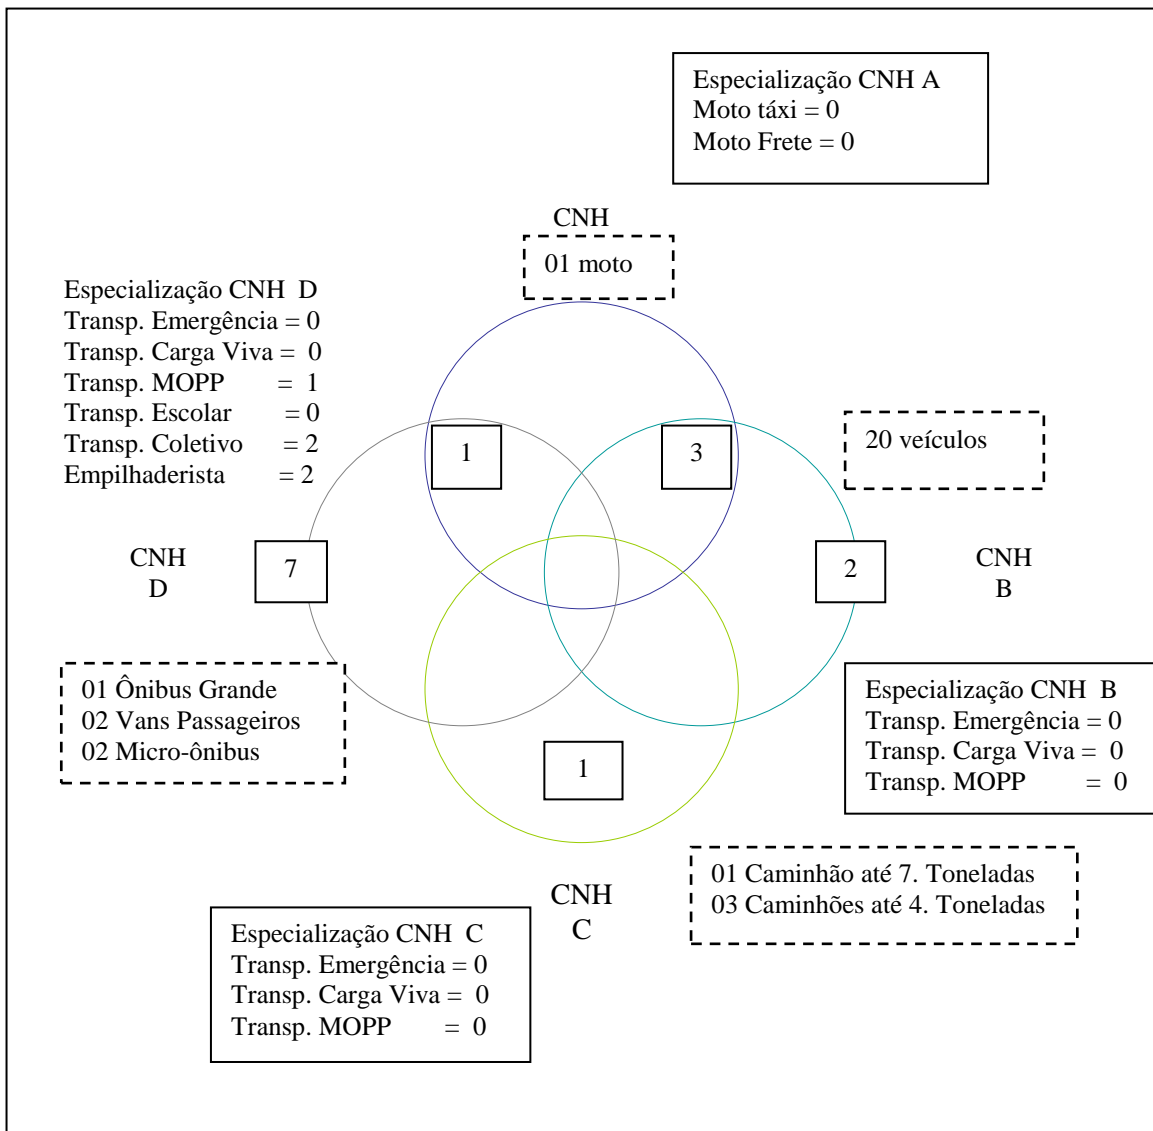 Especialização CNH A
Moto táxi = 0
Moto Frete = 0
CNH
01 moto
Especialização CNH D
Transp. Emergência = 0
Transp. Carga Viva = 0
Transp. MOPP = 1
Transp. Escolar =0
Transp. Coletivo =2
Empilhaderista = 2
1
3
20 veículos
CNH
D
7
2
CNH
B
01 Ônibus Grande
02 Vans Passageiros
02 Micro-ônibus
Especialização CNH B
Transp. Emergência = 0
Transp. Carga Viva = 0
Transp. MOPP = 0
1
01 Caminhão até 7. Toneladas
03 Caminhões até 4. Toneladas
CNH
C
Especialização CNH C
Transp. Emergência = 0
Transp. Carga Viva = 0
Transp. MOPP = 0